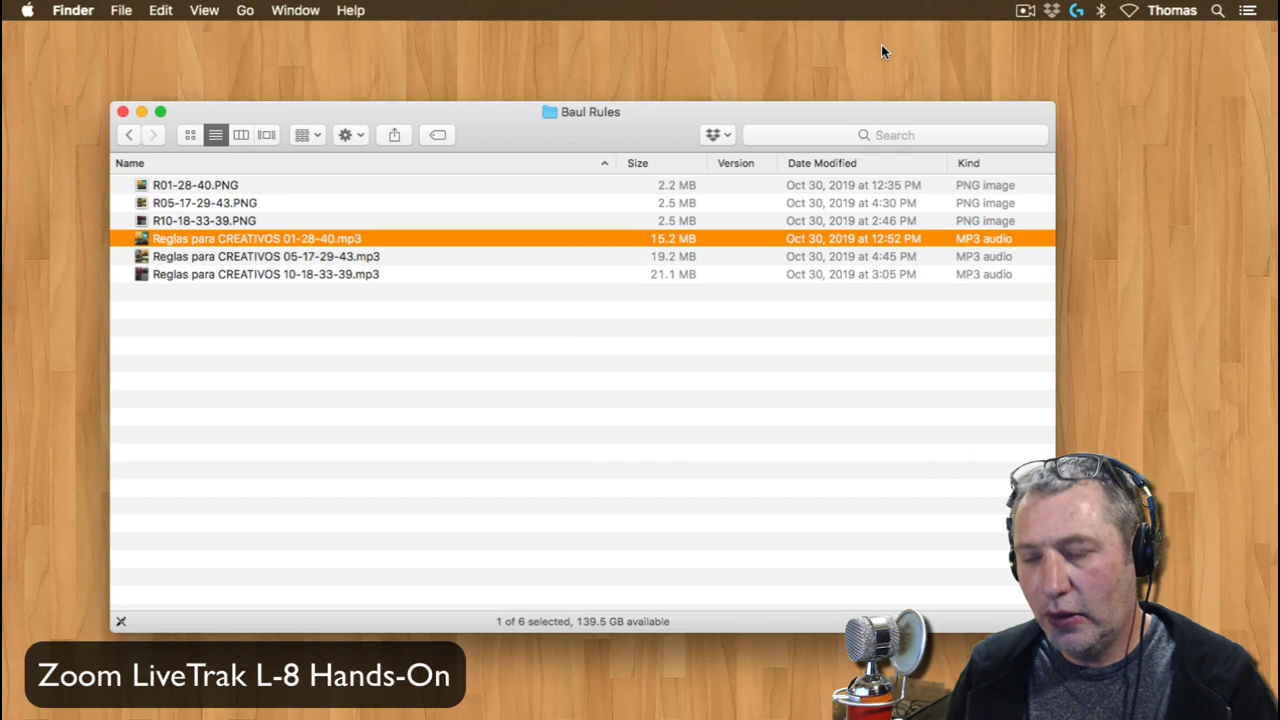 Finder File Edit View Go Window Help Thomas
Baul Rules
Search
Name Size Version Date Modified Kind
R01-28-40.PNG 2.2 MB Oct 30, 2019 at 12:35 PM PNG image
R05-17-29-43.PNG 2.5 MB Oct 30, 2019 at 4:30 PM PNG image
R10-18-33-39.PNG 2.5 MB Oct 30, 2019 at 2:46 PM PNG image
Reglas para CREATIVOS 01-28-40.mp3 15.2 MB Oct 30, 2019 at 12:52 PM MP3 audio
Reglas para CREATIVOS 05-17-29-43.mp3 19.2 MB Oct 30, 2019 at 4:45 PM MP3 audio
Reglas para CREATIVOS 10-18-33-39.mp3 21.1 MB Oct 30, 2019 at 3:05 PM MP3 audio
1 of 6 selected, 139.5 GB available
Zoom LiveTrak L-8 Hands-On